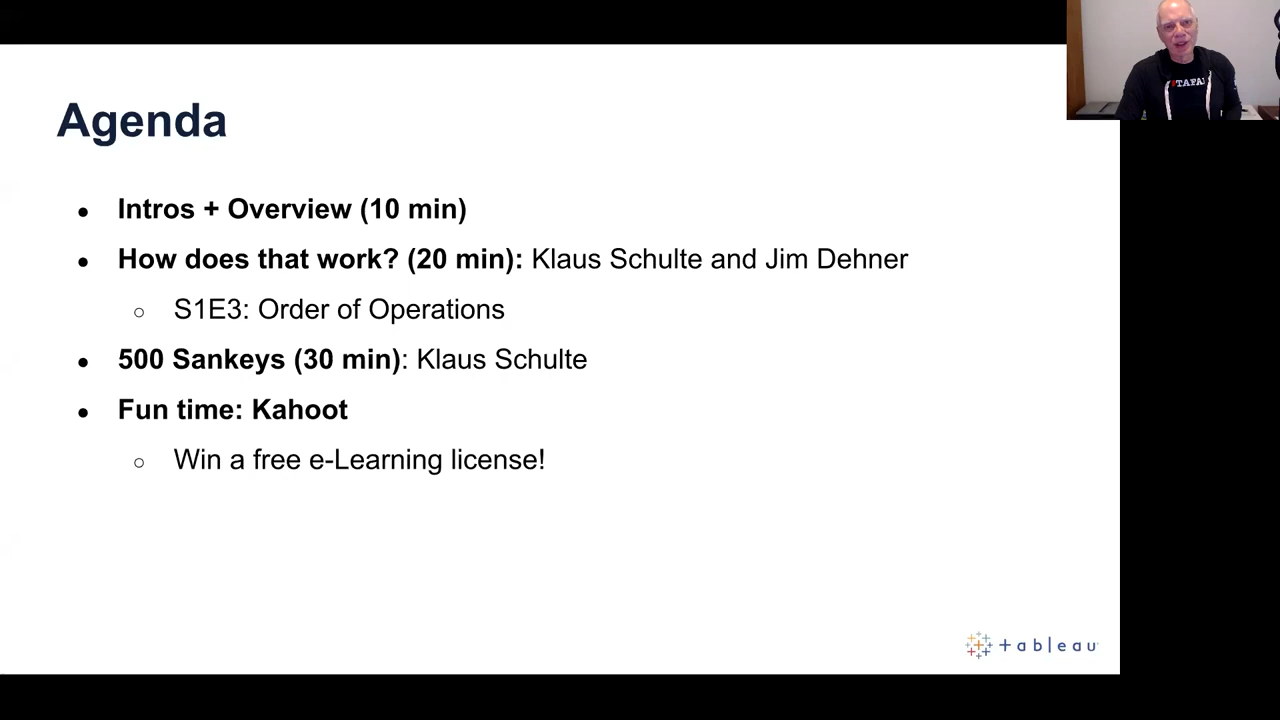 Agenda
● Intros + Overview (10 min)
● How does that work? (20 min): Klaus Schulte and Jim Dehner
○ S1E3: Order of Operations
● 500 Sankeys (30 min): Klaus Schulte
● Fun time: Kahoot
○ Win a free e-Learning license!
+ableau